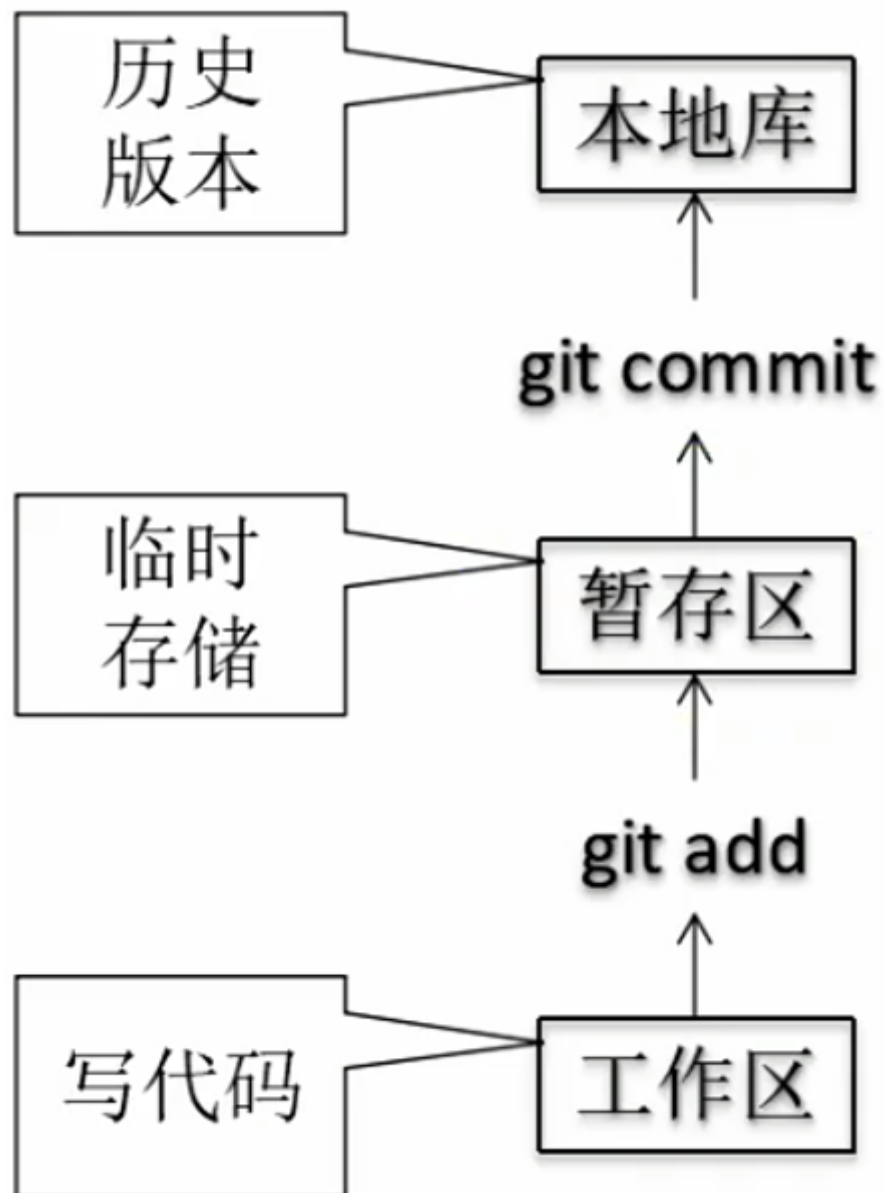 历史
版本
本地库
git commit
临时
存储
暂存区
git add
写代码
工作区